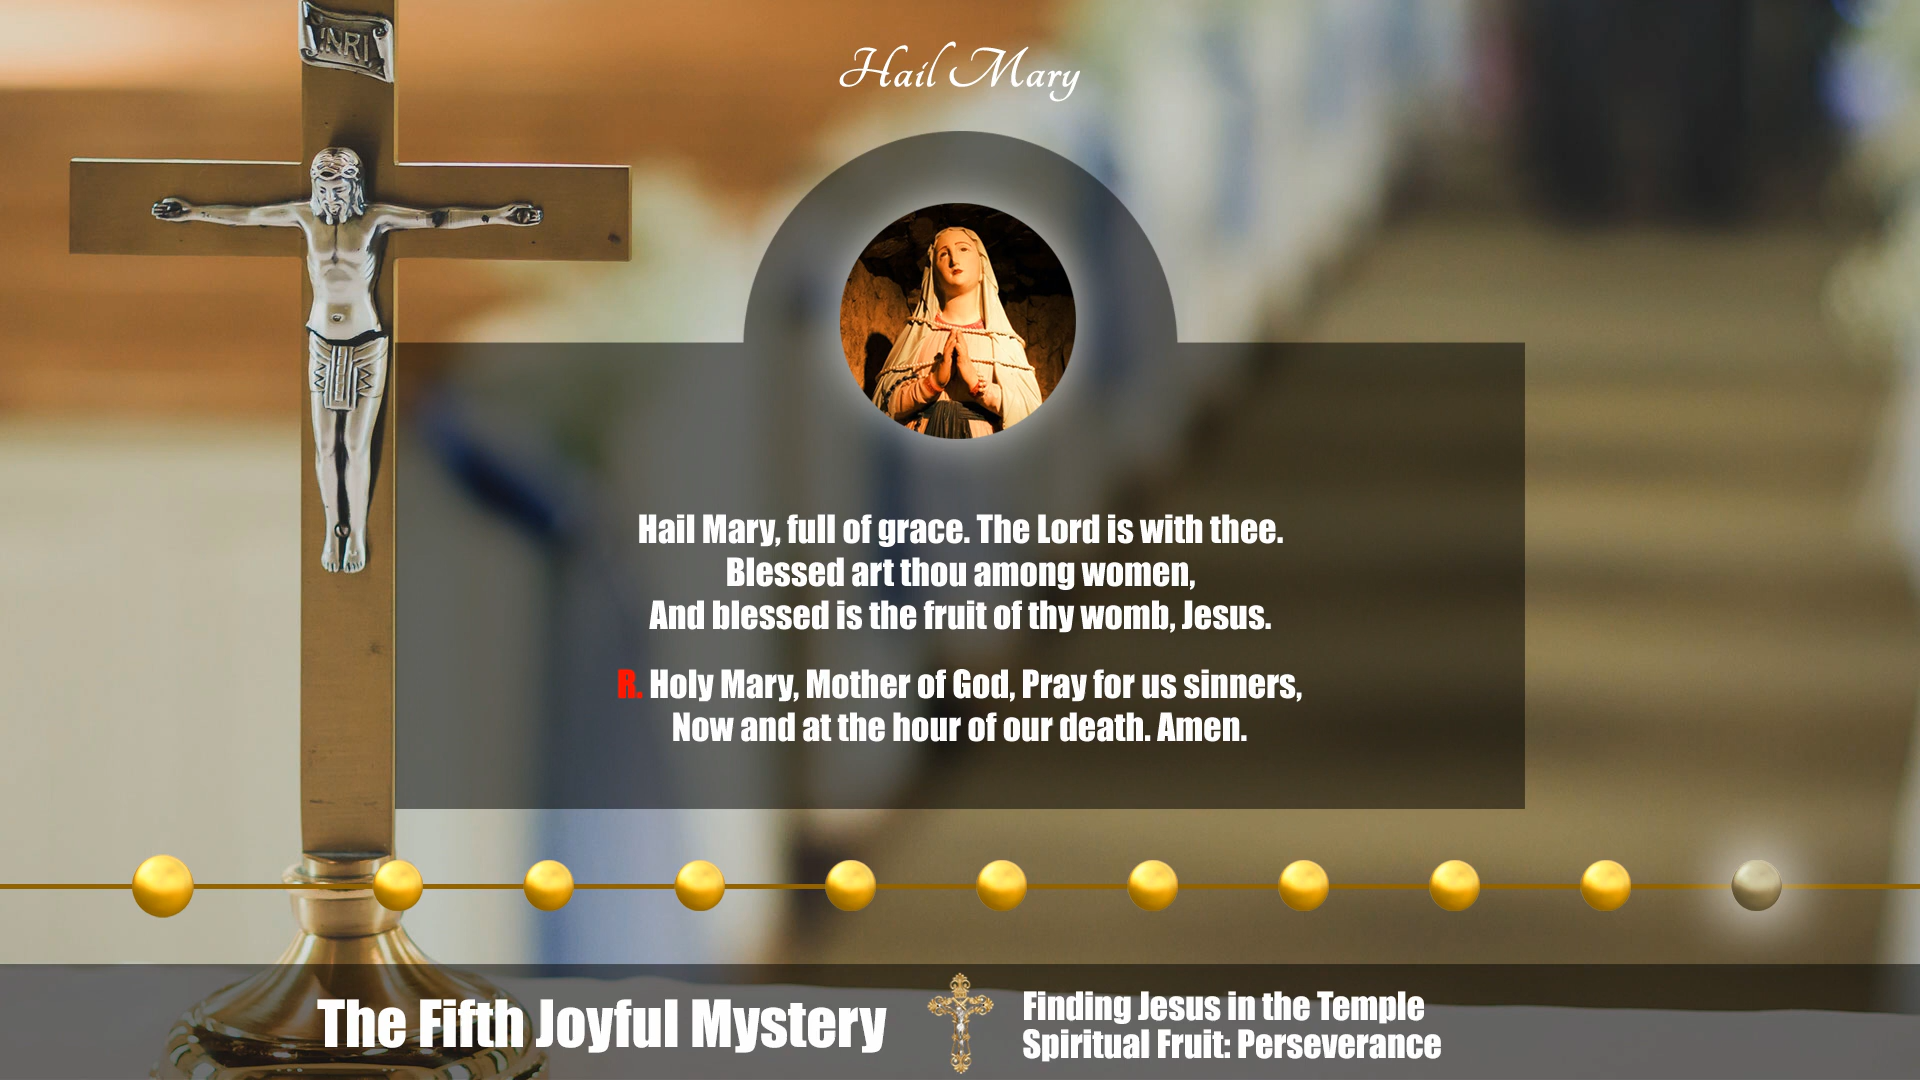 INRI
Hail Mary
Hail Mary, full of grace. The Lord is with thee.
Blessed art thou among women,
And blessed is the fruit of thy womb, Jesus.
R. Holy Mary, Mother of God, Pray for us sinners,
Now and at the hour of our death. Amen.
The Fifth Joyful Mystery
Finding Jesus in the Temple
Spiritual Fruit: Perseverance